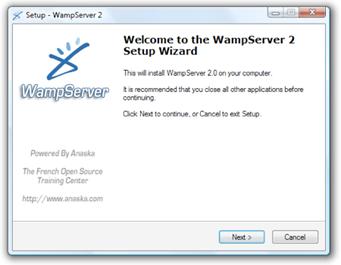 Setup - WampServer 2
Welcome to the WampServer 2
Setup Wizard
This will install WampServer 2.0 on your computer.
It is recommended that you close all other applications before
continuing.
Click Next to continue, or Cancel to exit Setup.
WampServer
Powered By Anaska
The French Open Source
Training Center
http://www.anaska.com
Next >
Cancel